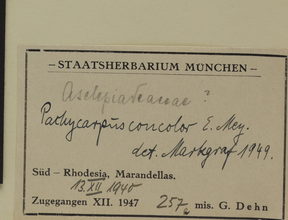 – STAATSHERBARIUM MÜNCHEN –
Asclepiadeaceae ?
Pachycarpus concolor E. Mey.
det. Markgraf 1949.
Süd – Rhodesia, Marandellas.
13 XII 1940
Zugegangen XII. 1947 257 mis. G. Dehn